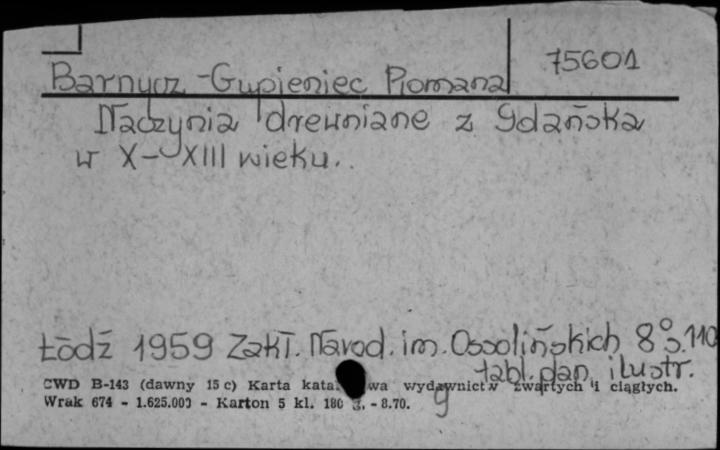 75601
Barnycz-Gupieniec Romana
Naczynia drewniane z Gdańska
w X-XIII wieku.
Łódź 1959 Zakł. Narod. im. Ossolińskich 8° s. 110
tabl. plan ilustr.
CWD B-143 (dawny 15 c) Karta wydawnictw zwartych i ciągłych.
Wrak 674 - 1.625.000 - Karton 5 kl. 180 g. - 8.70.